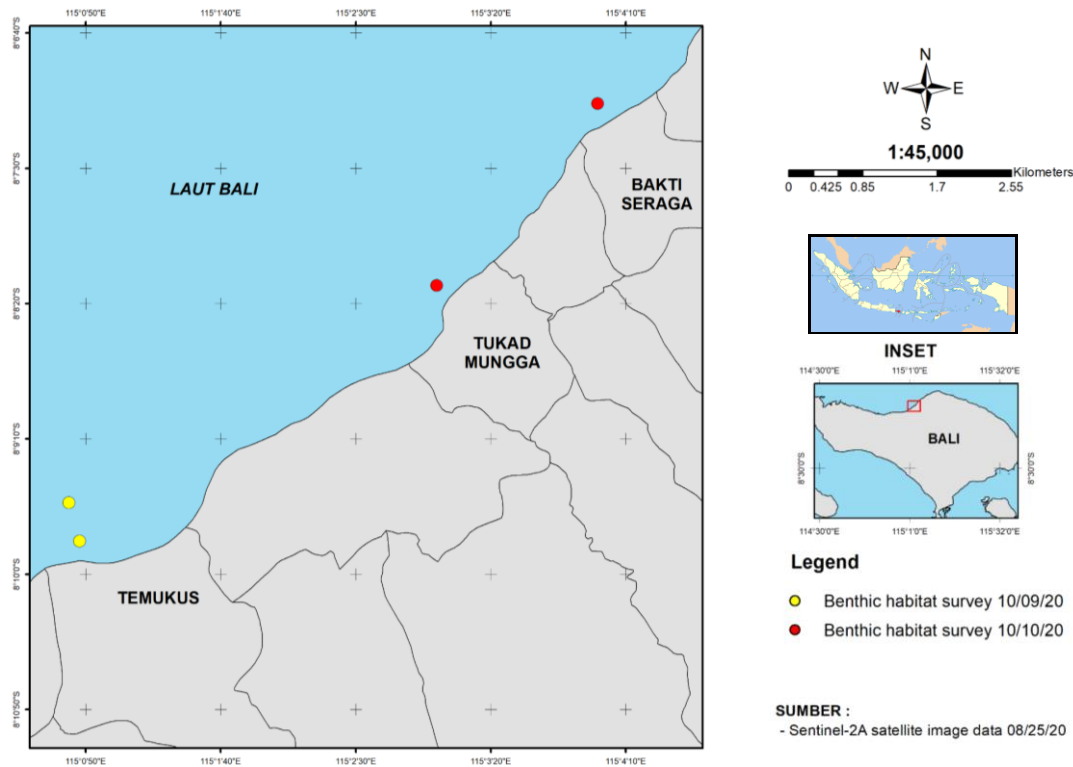 115°0'50"E 115°1'40"E 115°2'30"E 115°3'20"E 115°4'10"E
8°6'40"S
8°7'30"S
8°8'20"S
8°9'10"S
8°10'0"S
8°10'50"S
LAUT BALI
BAKTI
SERAGA
TUKAD
MUNGGA
TEMUKUS
115°0'50"E 115°1'40"E 115°2'30"E 115°3'20"E 115°4'10"E
N
W E
S
1:45,000
Kilometers
0 0.425 0.85 1.7 2.55
INSET
114°30'0"E 115°1'0"E 115°32'0"E
BALI
8°30'0"S 8°30'0"S
114°30'0"E 115°1'0"E 115°32'0"E
Legend
Benthic habitat survey 10/09/20
Benthic habitat survey 10/10/20
SUMBER :
- Sentinel-2A satellite image data 08/25/20